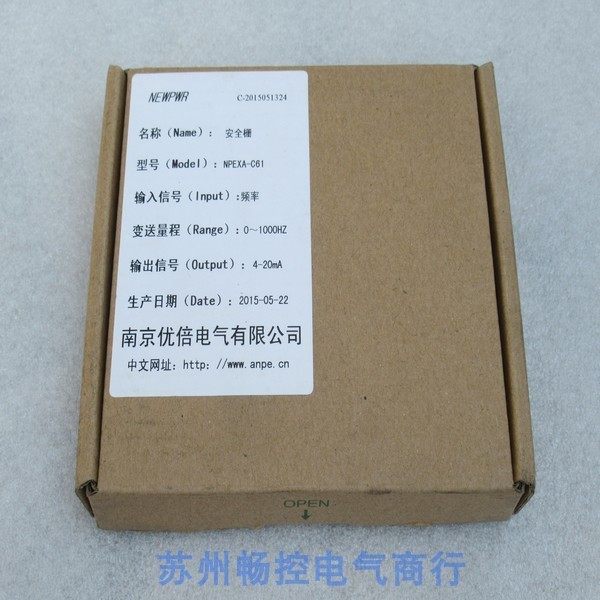 NEWPWR C-2015051324
名称（Name）：安全栅
型号（Model）：NPEXA-C61
输入信号（Input）:频率
变送量程（Range）：0～1000HZ
输出信号（Output）：4-20mA
生产日期（Date）：2015-05-22
南京优倍电气有限公司
中文网址：http：//www.anpe.cn
OPEN
苏州畅控电气商行